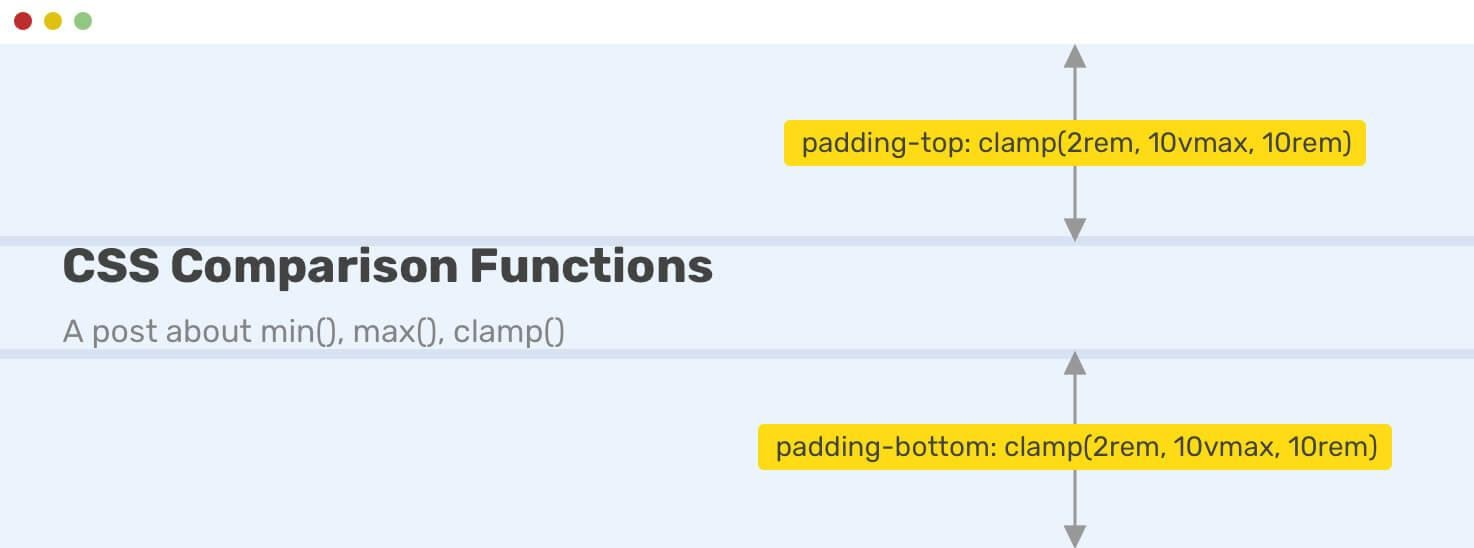 padding-top: clamp(2rem, 10vmax, 10rem)
CSS Comparison Functions
A post about min(), max(), clamp()
padding-bottom: clamp(2rem, 10vmax, 10rem)